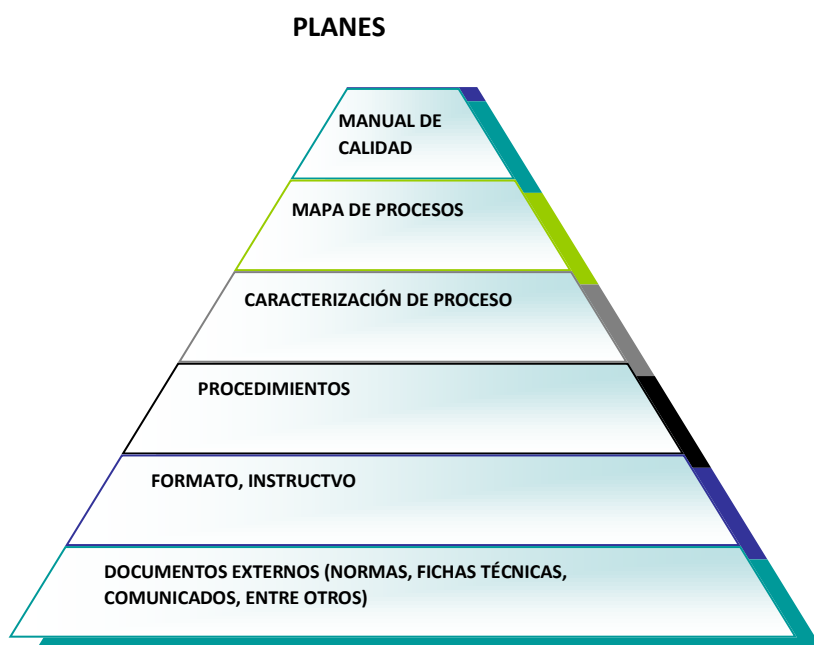 PLANES
MANUAL DE
CALIDAD
MAPA DE PROCESOS
CARACTERIZACIÓN DE PROCESO
PROCEDIMIENTOS
FORMATO, INSTRUCTVO
DOCUMENTOS EXTERNOS (NORMAS, FICHAS TÉCNICAS,
COMUNICADOS, ENTRE OTROS)